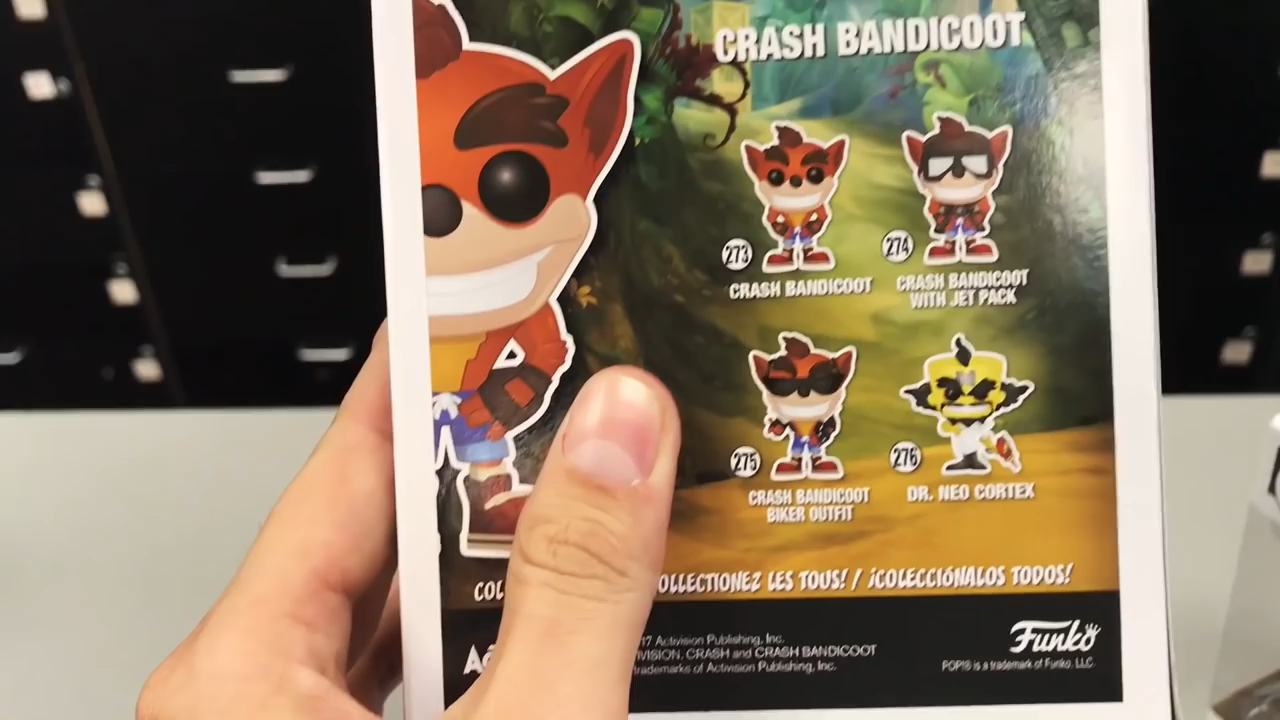 CRASH BANDICOOT
273
CRASH BANDICOOT
274
CRASH BANDICOOT
WITH JET PACK
275
CRASH BANDICOOT
BIKER OUTFIT
276
DR. NEO CORTEX
COL
OLLECTIONEZ LES TOUS! / ¡COLECCIÓNALOS TODOS!
17 Activision Publishing, Inc.
IVISION, CRASH and CRASH BANDICOOT
trademarks of Activision Publishing, Inc.
Funko
POP!® is a trademark of Funko, LLC.